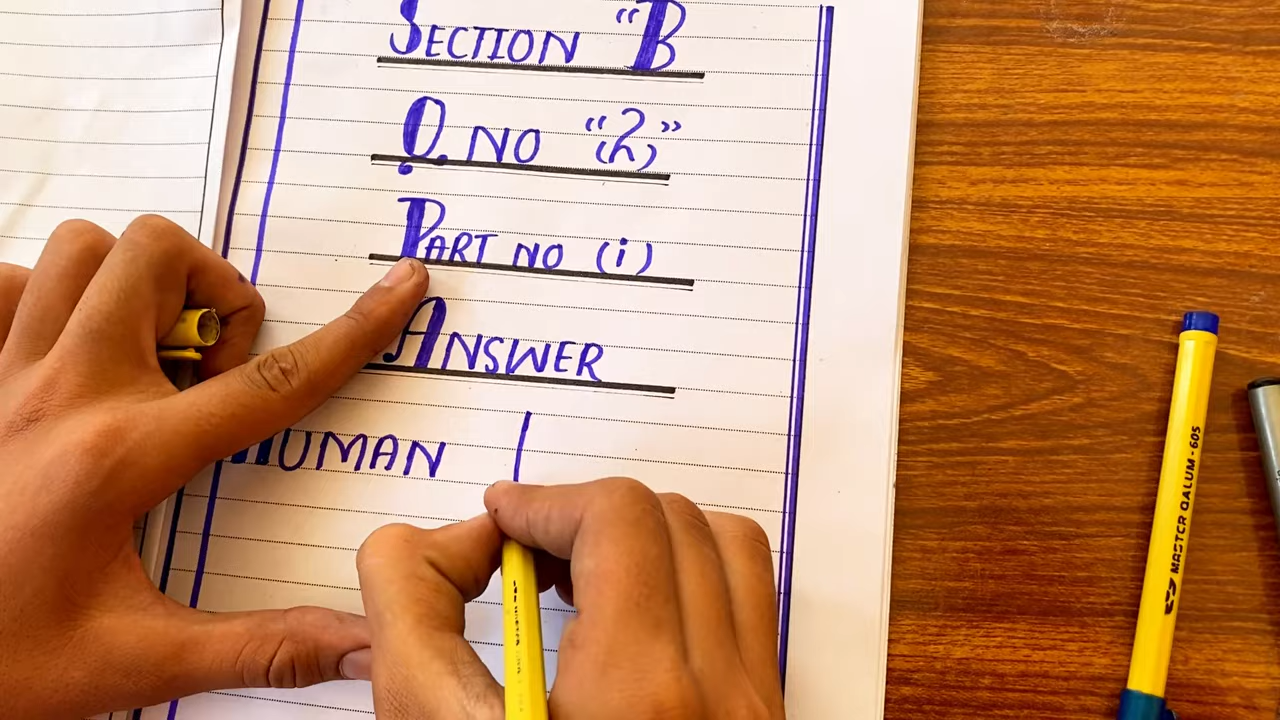 SECTION "B
Q. NO "2"
PART NO (i)
ANSWER
HUMAN
MASTER QALUM-605